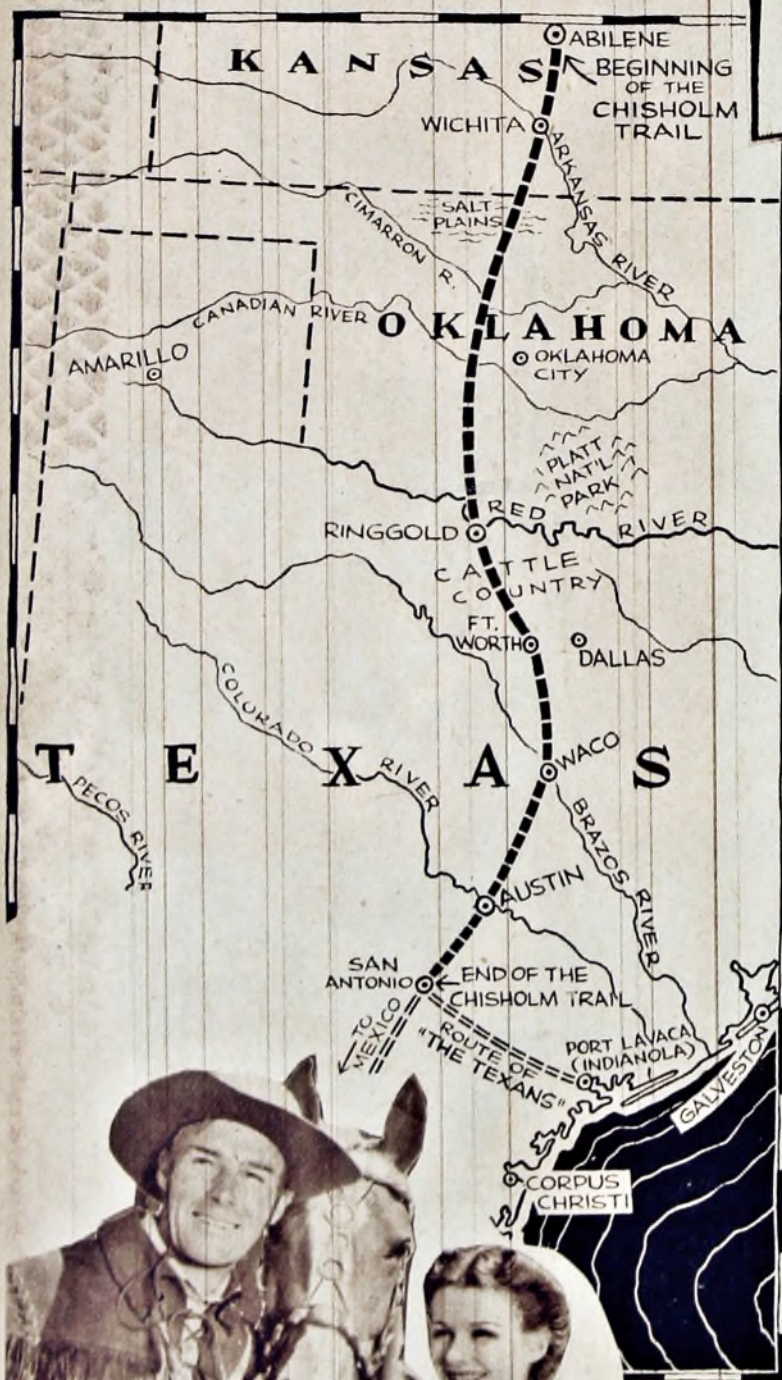 ABILENE
BEGINNING
OF THE
CHISHOLM
TRAIL
KANSAS
WICHITA
ARKANSAS RIVER
SALT
PLAINS
CIMARRON R.
CANADIAN RIVER
OKLAHOMA
AMARILLO
OKLAHOMA
CITY
PLATT
NAT'L
PARK
RED RIVER
RINGGOLD
CATTLE
COUNTRY
FT.
WORTH
DALLAS
COLORADO RIVER
TEXAS
WACO
PECOS RIVER
BRAZOS RIVER
AUSTIN
SAN
ANTONIO
END OF THE
CHISHOLM TRAIL
TO
MEXICO
ROUTE OF
"THE TEXANS"
PORT LAVACA
(INDIANOLA)
GALVESTON
CORPUS
CHRISTI